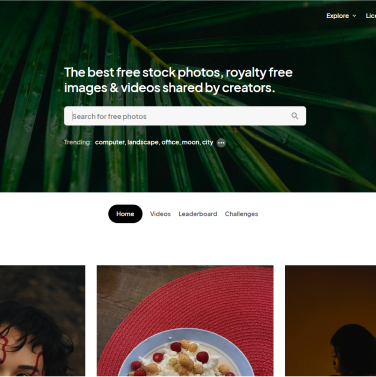 Explore
The best free stock photos, royalty free
images & videos shared by creators.
Search for free photos
Trending: computer, landscape, office, moon, city
Home Videos Leaderboard Challenges